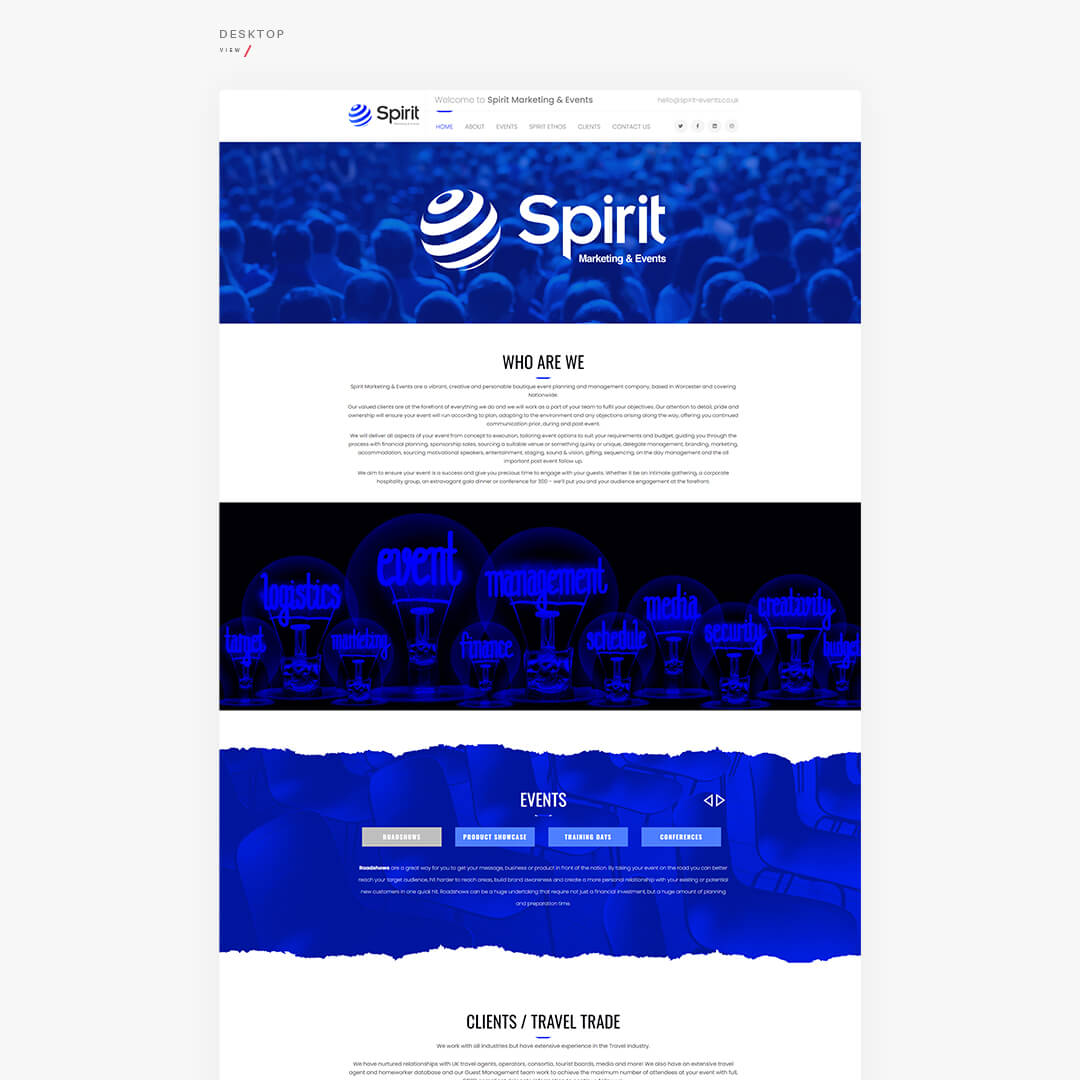 DESKTOP
VIEW
Spirit
Welcome to Spirit Marketing & Events
hello@spirit-events.co.uk
HOME ABOUT EVENTS SPIRIT ETHOS CLIENTS CONTACT US
Spirit
Marketing & Events
WHO ARE WE
Spirit Marketing & Events are a vibrant, creative and personable boutique event planning and management company, based in Worcester and covering
Nationwide.
Our valued clients are at the forefront of everything we do and we will work as a part of your team to fulfil your objectives. Our attention to detail, pride and
ownership will ensure your event will run according to plan, adapting to the environment and any objections arising along the way, offering you continued
communication prior, during and post event.
We will deliver all aspects of your event from concept to execution, tailoring event options to suit your requirements and budget, guiding you through the
process with financial planning, sponsorship sales, sourcing a suitable venue or something quirky or unique, delegate management, branding, marketing,
accommodation, sourcing motivational speakers, entertainment, staging, sound & vision, gifting, sequencing, on the day management and the all
important post event follow up.
We aim to ensure your event is a success and give you precious time to engage with your guests. Whether it be an intimate gathering, a corporate
hospitality group, an extravagant gala dinner or conference for 300 – we'll put you and your audience engagement at the forefront.
event
management
logistics
media
creativity
target
marketing
finance
schedule
security
budget
EVENTS
ROADSHOWS PRODUCT SHOWCASE TRAINING DAYS CONFERENCES
Roadshows are a great way for you to get your message, business or product in front of the nation. By taking your event on the road you can better
reach your target audience, hit harder to reach areas, build brand awareness and create a more personal relationship with your existing or potential
new customers in one quick hit. Roadshows can be a huge undertaking that require not just a financial investment, but a huge amount of planning
and preparation time.
CLIENTS / TRAVEL TRADE
We work with all industries but have extensive experience in the Travel Industry.
We have nurtured relationships with UK travel agents, operators, consortia, tourist boards, media and more! We also have an extensive travel
agent and homeworker database and our Guest Management team work to achieve the maximum number of attendees at your event with full,